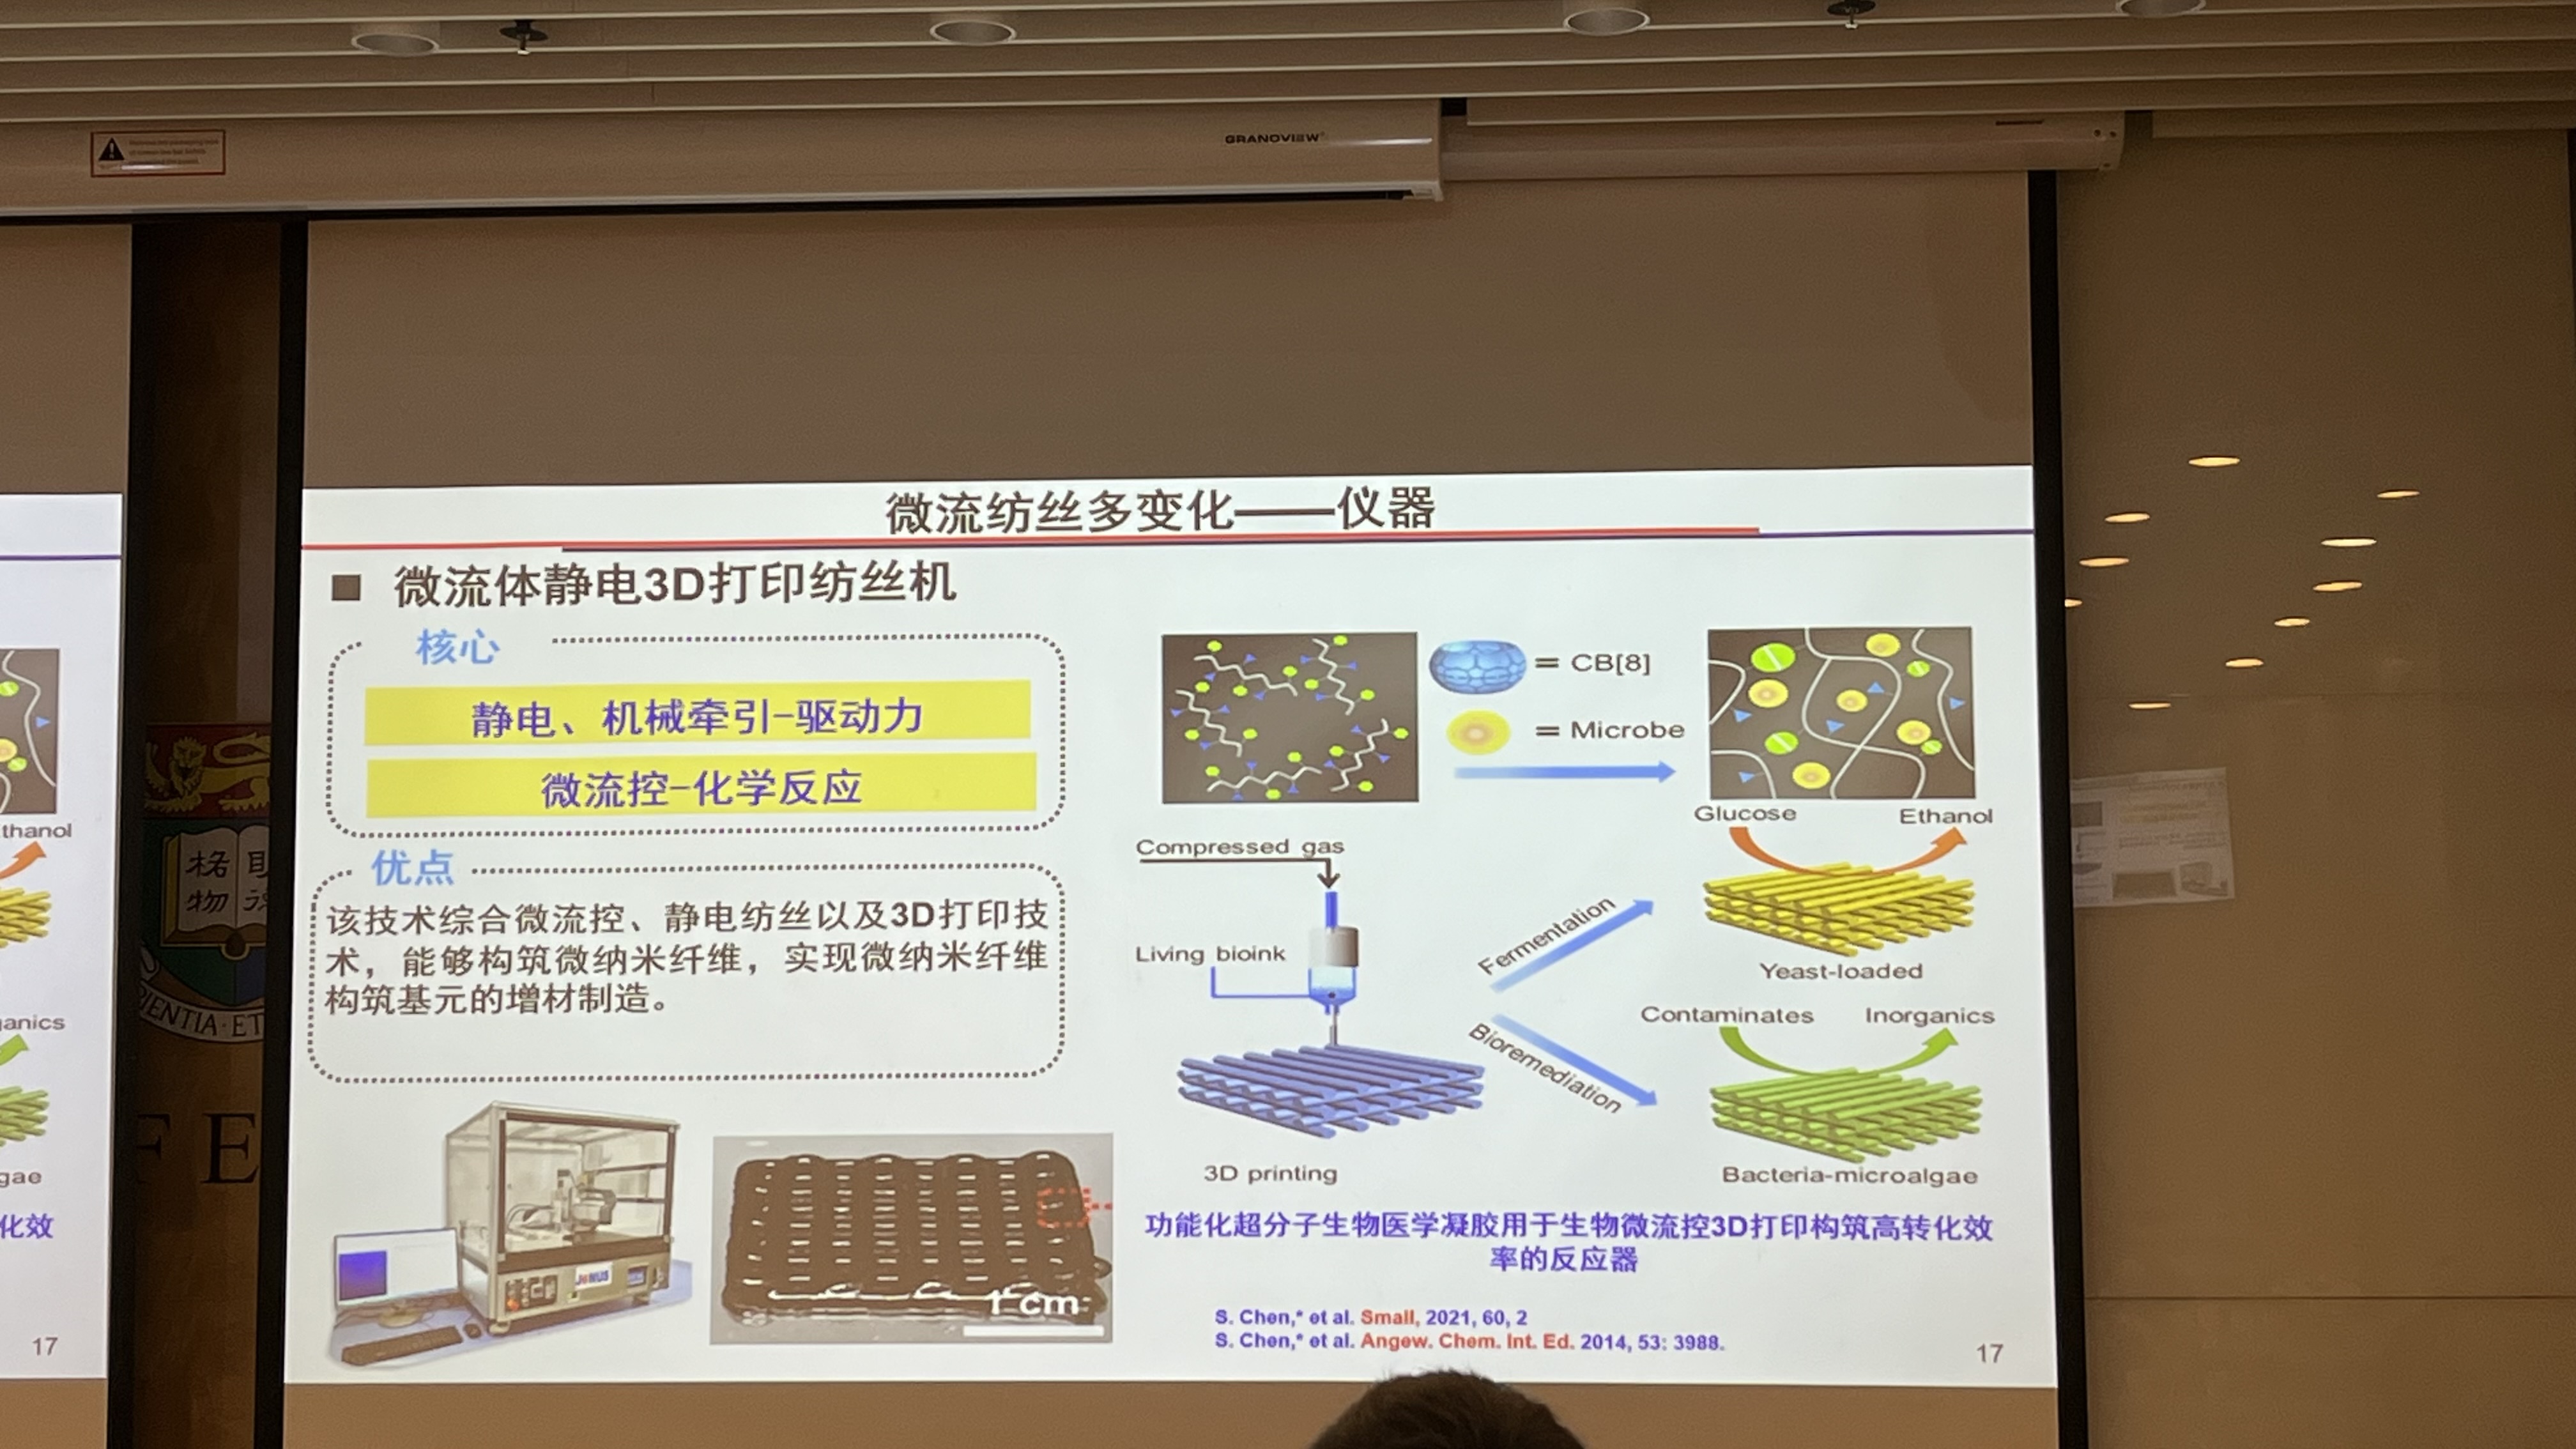 GRANDVIEW
微流纺丝多变化——仪器
■ 微流体静电3D打印纺丝机
核心
静电、机械牵引-驱动力
微流控-化学反应
优点
该技术综合微流控、静电纺丝以及3D打印技
术，能够构筑微纳米纤维，实现微纳米纤维
构筑基元的增材制造。
1 cm
= CB[8]
= Microbe
Compressed gas
Living bioink
3D printing
Fermentation
Bioremediation
Glucose
Ethanol
Yeast-loaded
Contaminates
Inorganics
Bacteria-microalgae
功能化超分子生物医学凝胶用于生物微流控3D打印构筑高转化效
率的反应器
S. Chen,* et al. Small, 2021, 60, 2
S. Chen,* et al. Angew. Chem. Int. Ed. 2014, 53: 3988.
17
thanol
anics
gae
化效
17
格
物
ENTIA·ET
F E